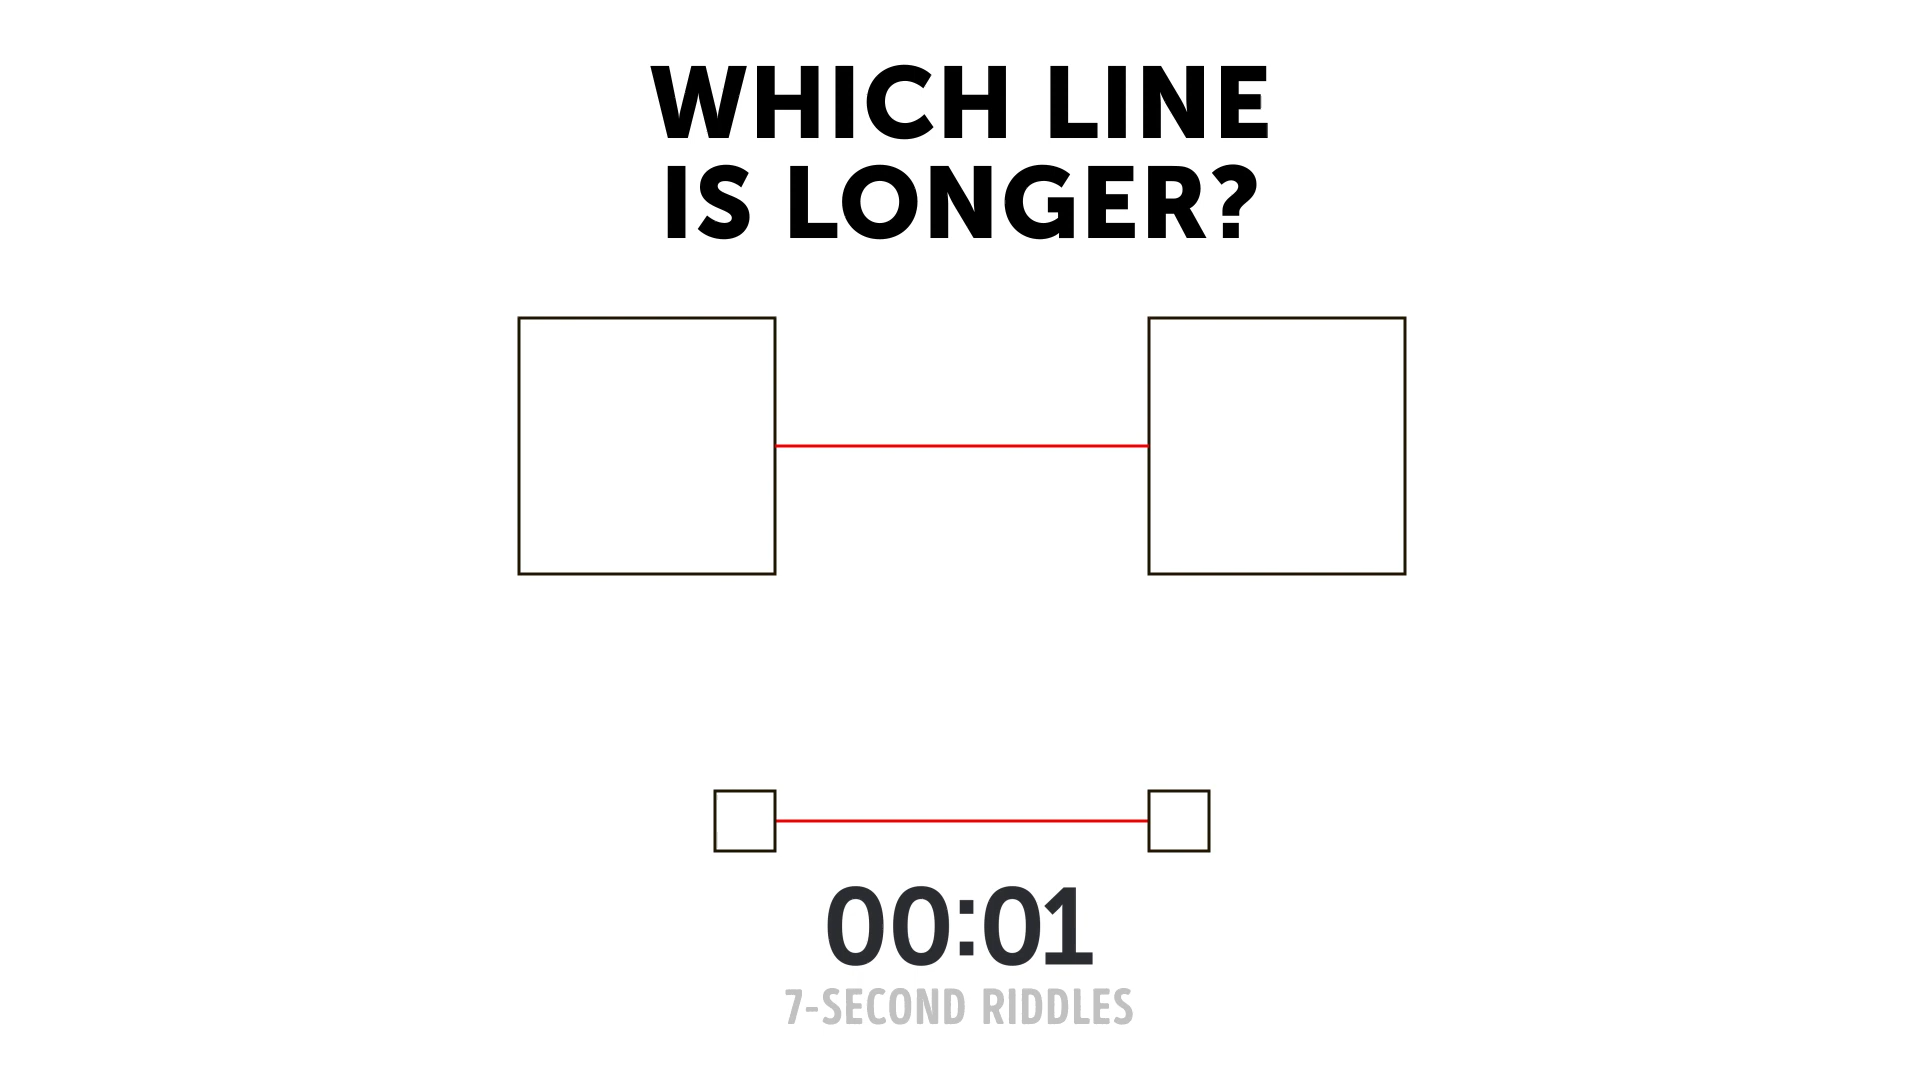 WHICH LINE
IS LONGER?
00:01
7-SECOND RIDDLES